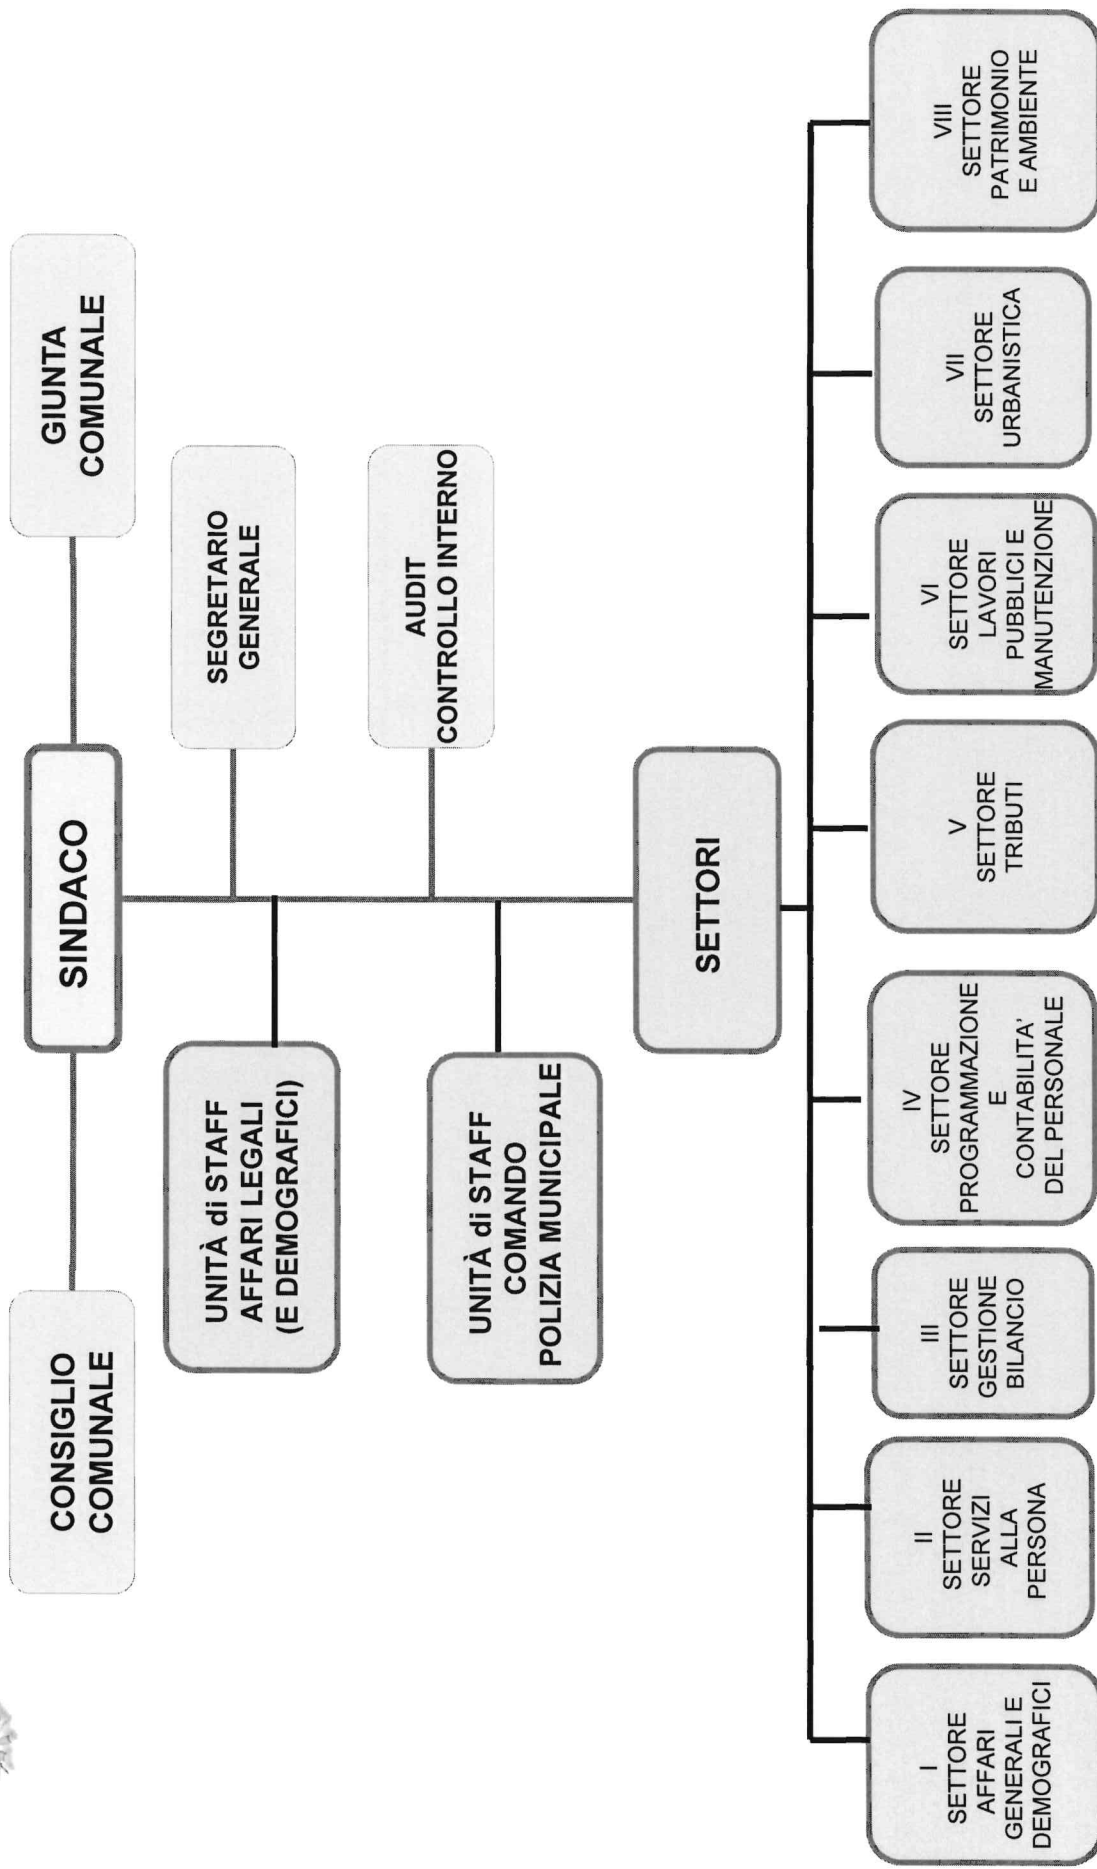 CONSIGLIO
COMUNALE
SINDACO
GIUNTA
COMUNALE
SEGRETARIO
GENERALE
UNITÀ di STAFF
AFFARI LEGALI
(E DEMOGRAFICI)
AUDIT
CONTROLLO INTERNO
UNITÀ di STAFF
COMANDO
POLIZIA MUNICIPALE
SETTORI
I
SETTORE
AFFARI
GENERALI E
DEMOGRAFICI
II
SETTORE
SERVIZI
ALLA
PERSONA
III
SETTORE
GESTIONE
BILANCIO
IV
SETTORE
PROGRAMMAZIONE
E
CONTABILITA'
DEL PERSONALE
V
SETTORE
TRIBUTI
VI
SETTORE
LAVORI
PUBBLICI E
MANUTENZIONE
VII
SETTORE
URBANISTICA
VIII
SETTORE
PATRIMONIO
E AMBIENTE